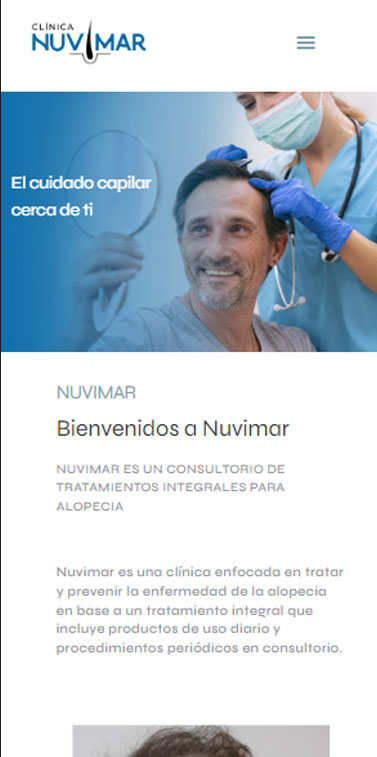 CLÍNICA
NUVIMAR
El cuidado capilar
cerca de ti
NUVIMAR
Bienvenidos a Nuvimar
NUVIMAR ES UN CONSULTORIO DE
TRATAMIENTOS INTEGRALES PARA
ALOPECIA
Nuvimar es una clínica enfocada en tratar
y prevenir la enfermedad de la alopecia
en base a un tratamiento integral que
incluye productos de uso diario y
procedimientos periódicos en consultorio.